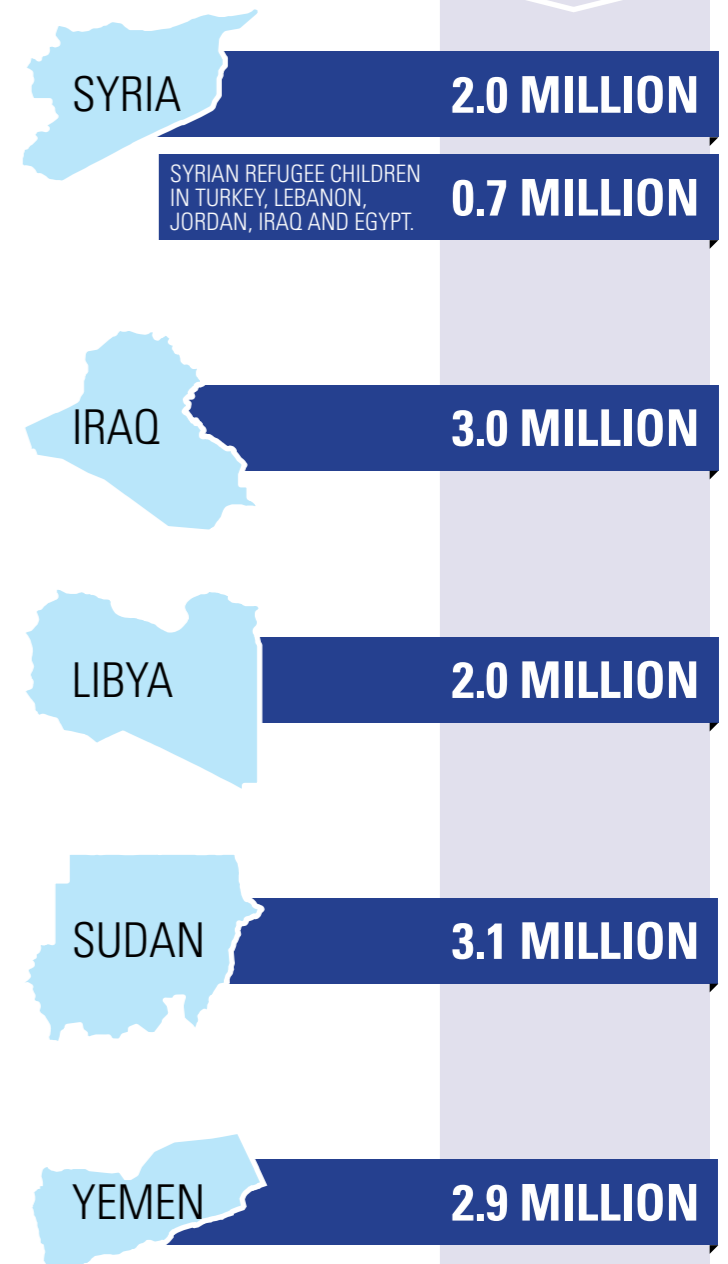 SYRIA
2.0 MILLION
SYRIAN REFUGEE CHILDREN
IN TURKEY, LEBANON,
JORDAN, IRAQ AND EGYPT.
0.7 MILLION
IRAQ
3.0 MILLION
LIBYA
2.0 MILLION
SUDAN
3.1 MILLION
YEMEN
2.9 MILLION